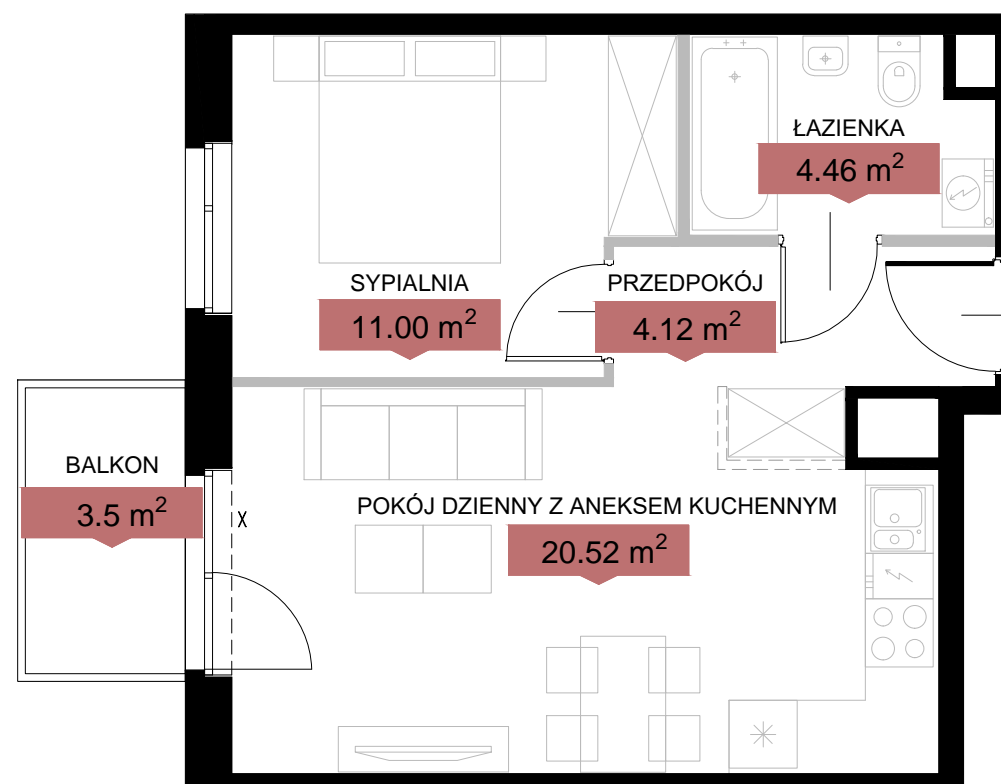 ŁAZIENKA
4.46 m²
SYPIALNIA
11.00 m²
PRZEDPOKÓJ
4.12 m²
BALKON
3.5 m²
X
POKÓJ DZIENNY Z ANEKSEM KUCHENNYM
20.52 m²